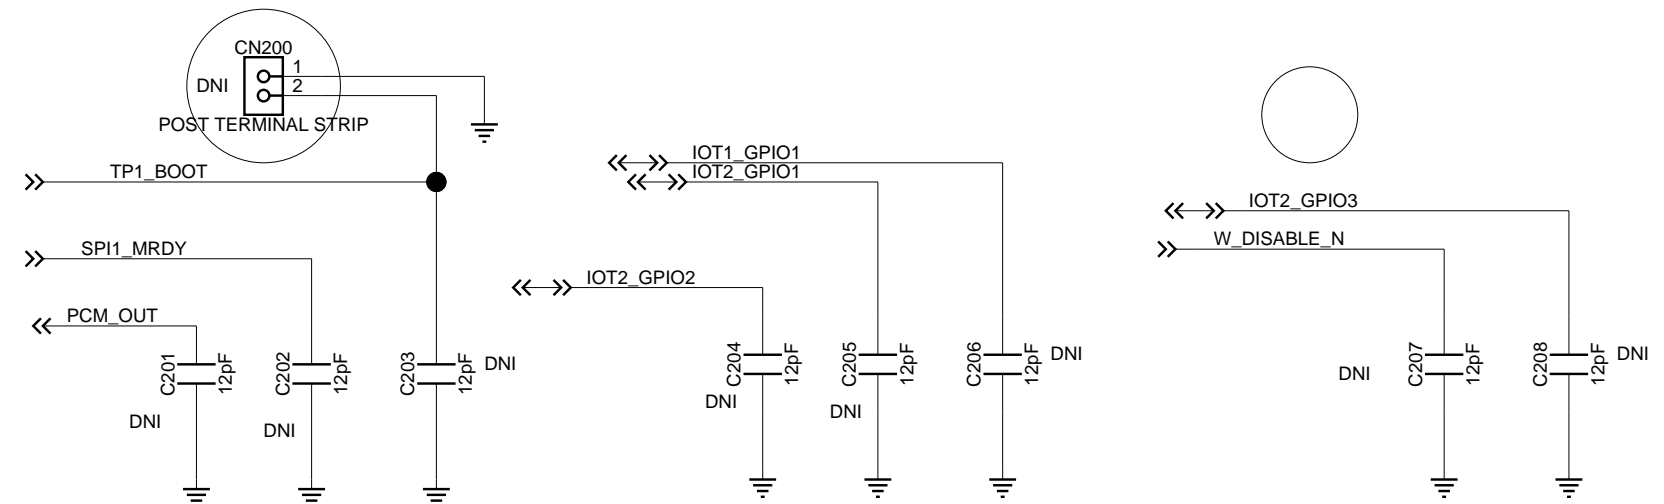 CN200
1
DNI
2
POST TERMINAL STRIP
TP1_BOOT
SPI1_MRDY
PCM_OUT
C201
12pF
DNI
C202
12pF
DNI
C203
12pF
DNI
IOT1_GPIO1
IOT2_GPIO1
IOT2_GPIO2
C204
12pF
DNI
C205
12pF
DNI
C206
12pF
DNI
IOT2_GPIO3
W_DISABLE_N
DNI
C207
12pF
C208
12pF
DNI